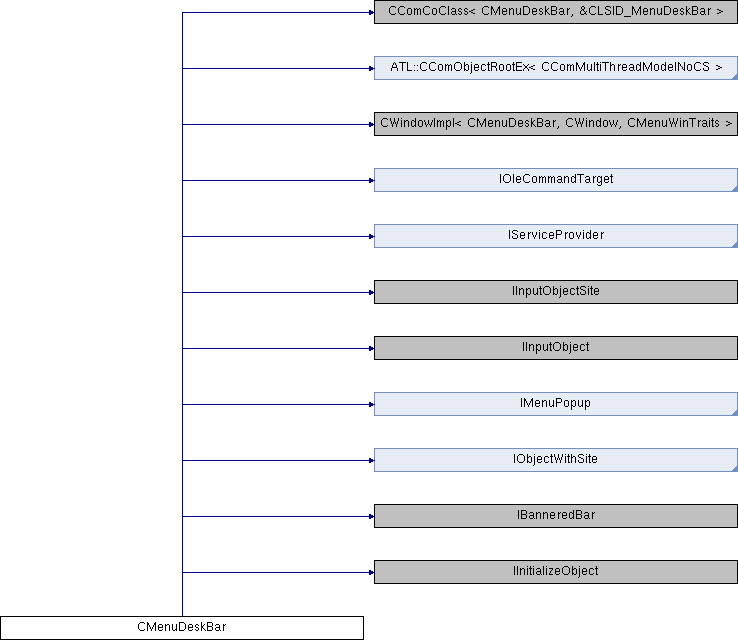 CComCoClass< CMenuDeskBar, &CLSID_MenuDeskBar >
ATL::CComObjectRootEx< CComMultiThreadModelNoCS >
CWindowImpl< CMenuDeskBar, CWindow, CMenuWinTraits >
IOleCommandTarget
IServiceProvider
IInputObjectSite
IInputObject
IMenuPopup
IObjectWithSite
IBanneredBar
IInitializeObject
CMenuDeskBar